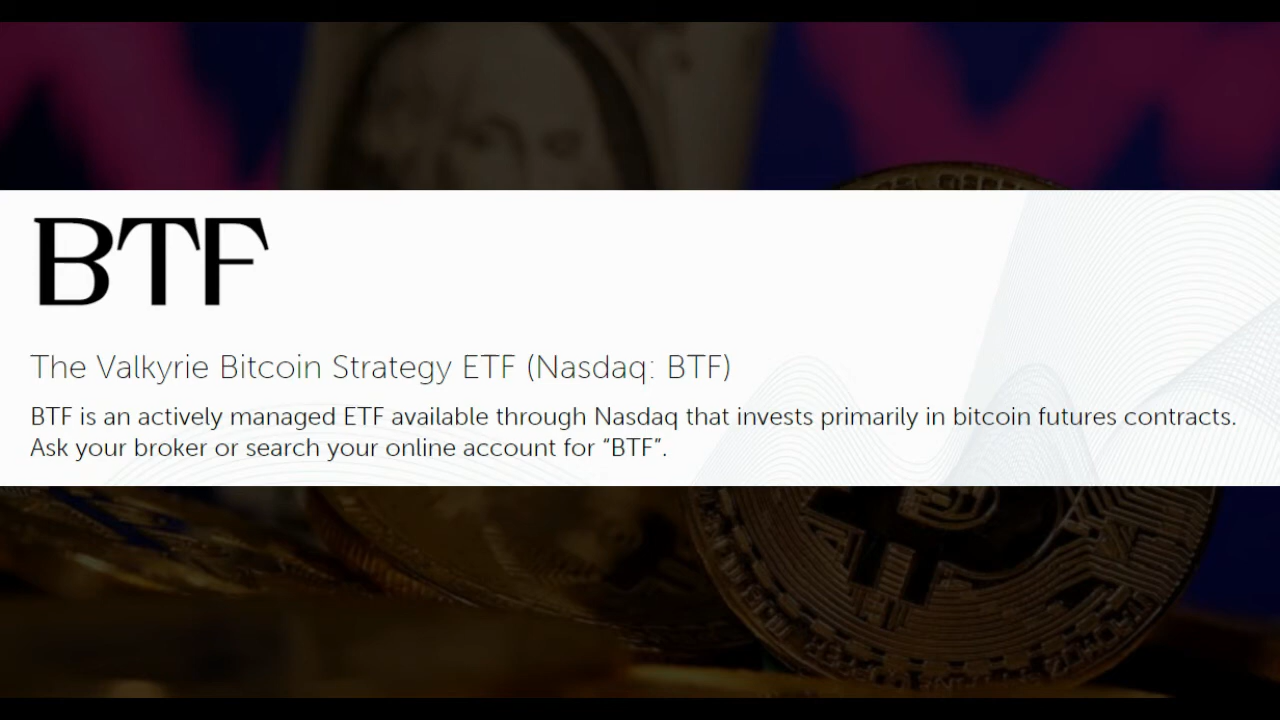 BTF
The Valkyrie Bitcoin Strategy ETF (Nasdaq: BTF)
BTF is an actively managed ETF available through Nasdaq that invests primarily in bitcoin futures contracts.
Ask your broker or search your online account for “BTF”.